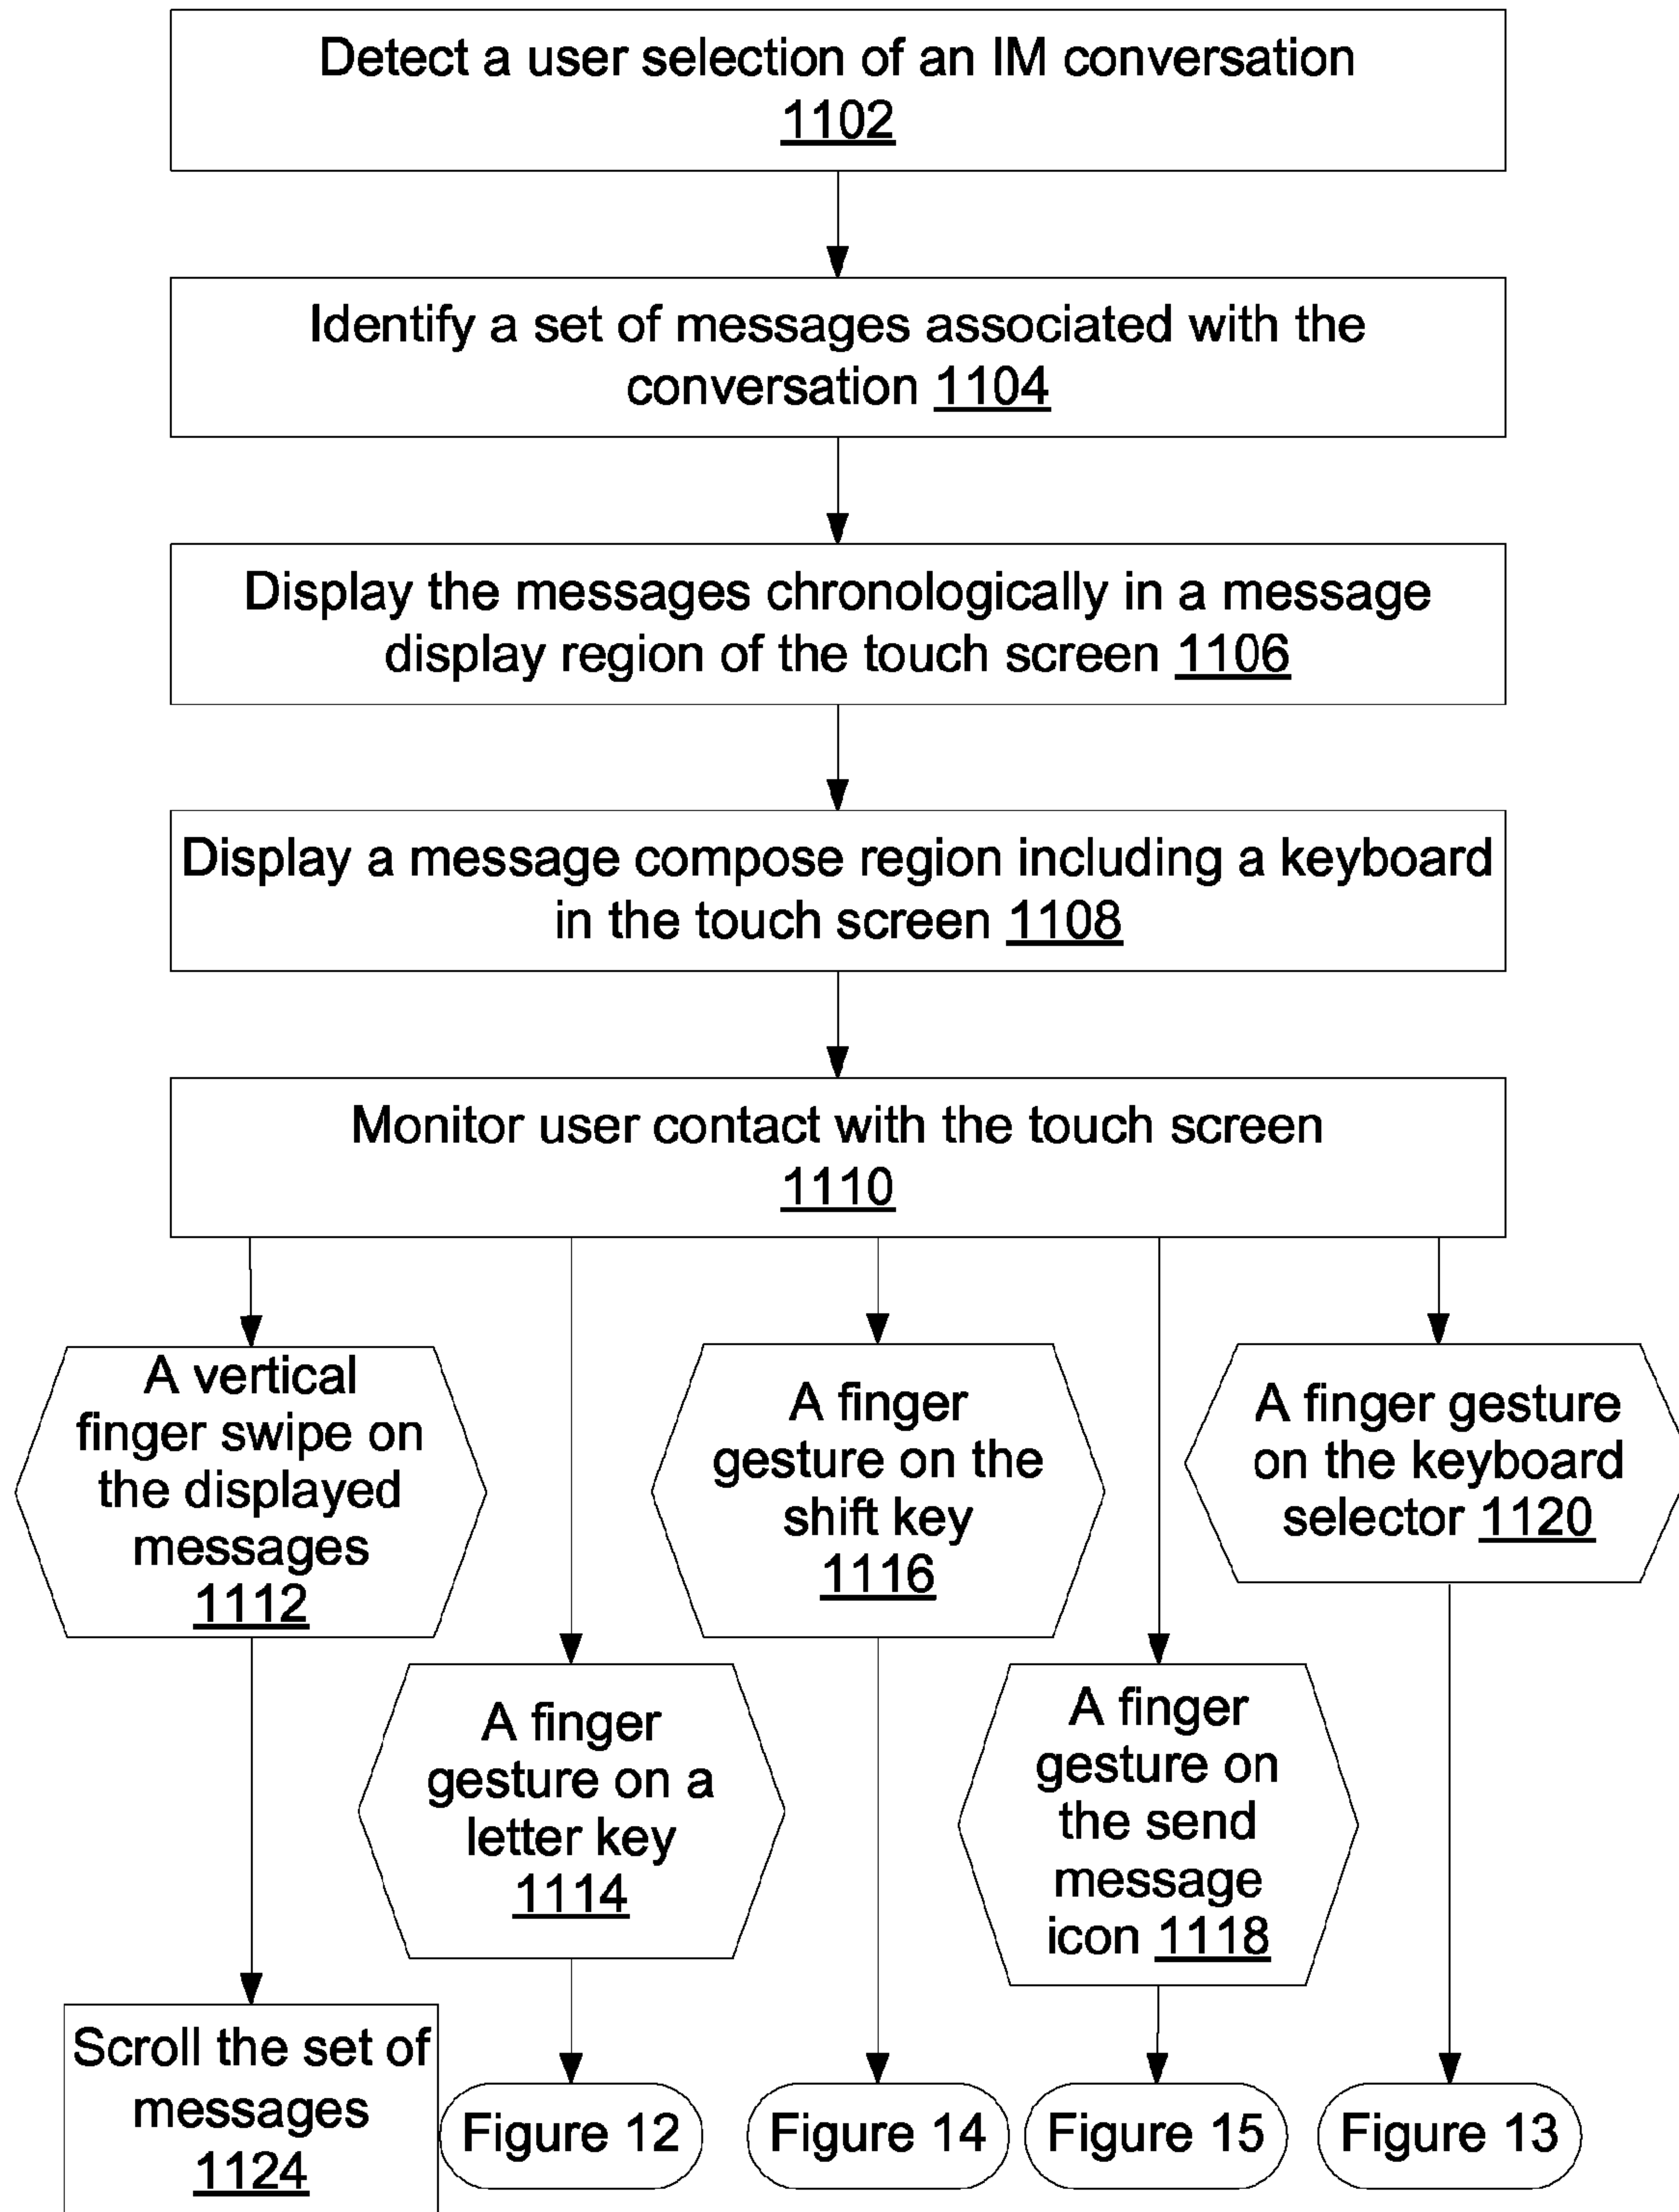 Detect a user selection of an IM conversation
1102
Identify a set of messages associated with the
conversation 1104
Display the messages chronologically in a message
display region of the touch screen 1106
Display a message compose region including a keyboard
in the touch screen 1108
Monitor user contact with the touch screen
1110
A vertical
finger swipe on
the displayed
messages
1112
A finger
gesture on the
shift key
1116
A finger gesture
on the keyboard
selector 1120
A finger
gesture on a
letter key
1114
A finger
gesture on
the send
message
icon 1118
Scroll the set of
messages
1124
Figure 12
Figure 14
Figure 15
Figure 13